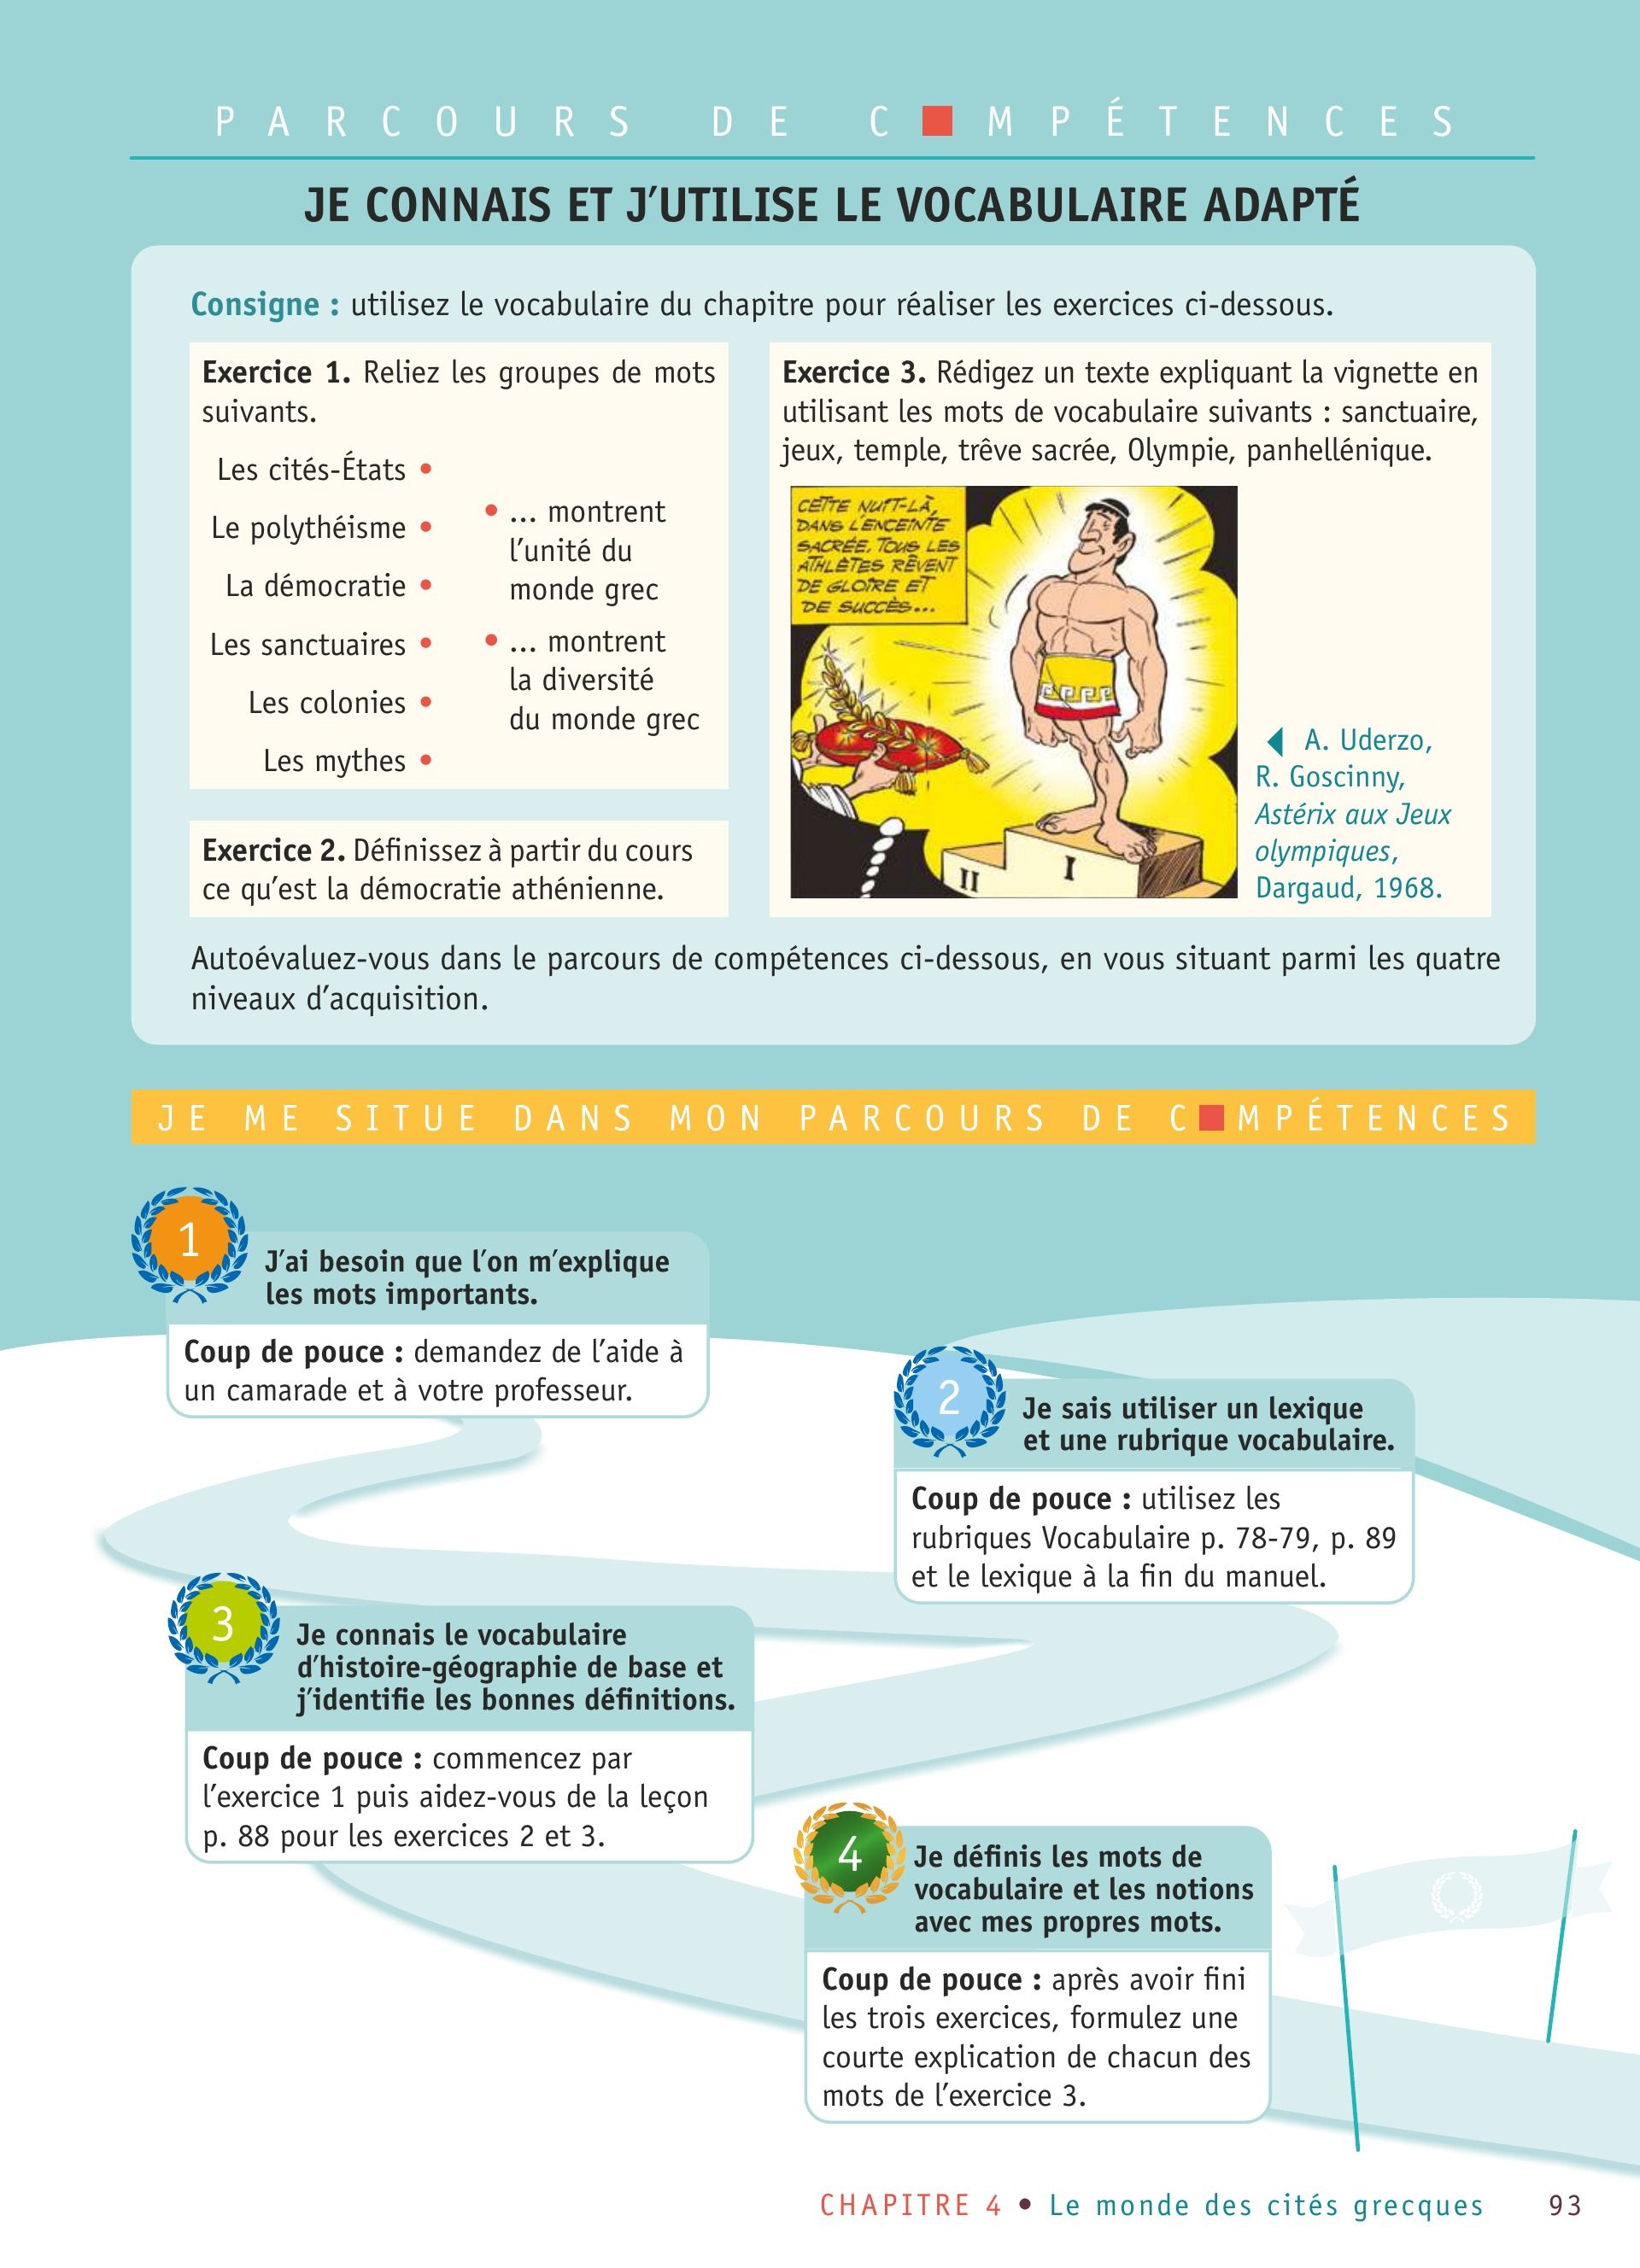 PARCOURS DE C■MPÉTENCES
JE CONNAIS ET J'UTILISE LE VOCABULAIRE ADAPTÉ
Consigne : utilisez le vocabulaire du chapitre pour réaliser les exercices ci-dessous.
Exercice 1. Reliez les groupes de mots
suivants.
Les cités-États •
Le polythéisme •
La démocratie •
Les sanctuaires •
Les colonies •
Les mythes •
• ... montrent
l'unité du
monde grec
• ... montrent
la diversité
du monde grec
Exercice 2. Définissez à partir du cours
ce qu'est la démocratie athénienne.
Exercice 3. Rédigez un texte expliquant la vignette en
utilisant les mots de vocabulaire suivants : sanctuaire,
jeux, temple, trêve sacrée, Olympie, panhellénique.
CETTE NUIT-LÀ,
DANS L'ENCEINTE
SACRÉE, TOUS LES
ATHLÈTES RÊVENT
DE GLOIRE ET
DE SUCCÈS...
II
I
◀ A. Uderzo,
R. Goscinny,
Astérix aux Jeux
olympiques,
Dargaud, 1968.
Autoévaluez-vous dans le parcours de compétences ci-dessous, en vous situant parmi les quatre
niveaux d'acquisition.
JE ME SITUE DANS MON PARCOURS DE C■MPÉTENCES
1
J'ai besoin que l'on m'explique
les mots importants.
Coup de pouce : demandez de l'aide à
un camarade et à votre professeur.
2
Je sais utiliser un lexique
et une rubrique vocabulaire.
Coup de pouce : utilisez les
rubriques Vocabulaire p. 78-79, p. 89
et le lexique à la fin du manuel.
3
Je connais le vocabulaire
d'histoire-géographie de base et
j'identifie les bonnes définitions.
Coup de pouce : commencez par
l'exercice 1 puis aidez-vous de la leçon
p. 88 pour les exercices 2 et 3.
4
Je définis les mots de
vocabulaire et les notions
avec mes propres mots.
Coup de pouce : après avoir fini
les trois exercices, formulez une
courte explication de chacun des
mots de l'exercice 3.
CHAPITRE 4 • Le monde des cités grecques 93